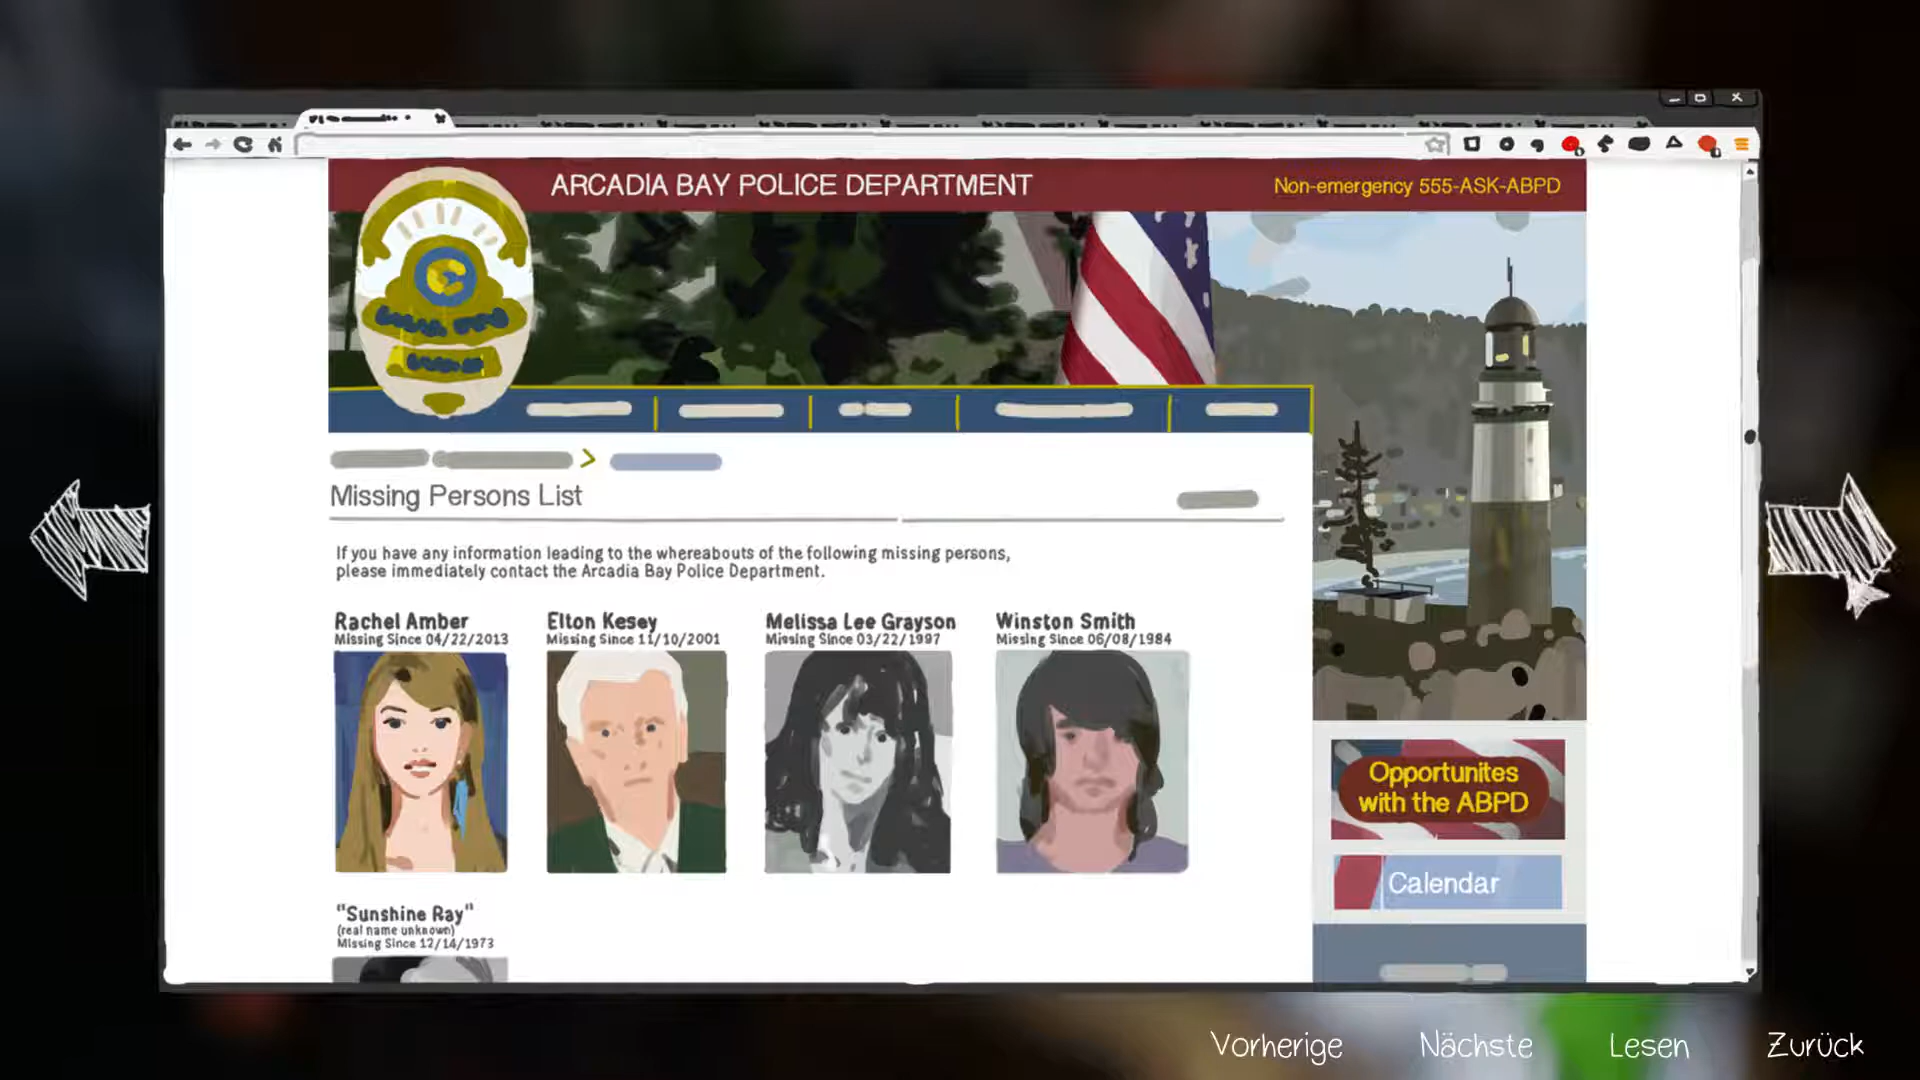 ARCADIA BAY POLICE DEPARTMENT
Non-emergency 555-ASK-ABPD
Missing Persons List
If you have any information leading to the whereabouts of the following missing persons,
please immediately contact the Arcadia Bay Police Department.
Rachel Amber
Missing Since 04/22/2013
Elton Kesey
Missing Since 11/10/2001
Melissa Lee Grayson
Missing Since 03/22/1997
Winston Smith
Missing Since 06/08/1984
"Sunshine Ray"
(real name unknown)
Missing Since 12/14/1973
Opportunites
with the ABPD
Calendar
Vorherige
Nächste
Lesen
Zurück